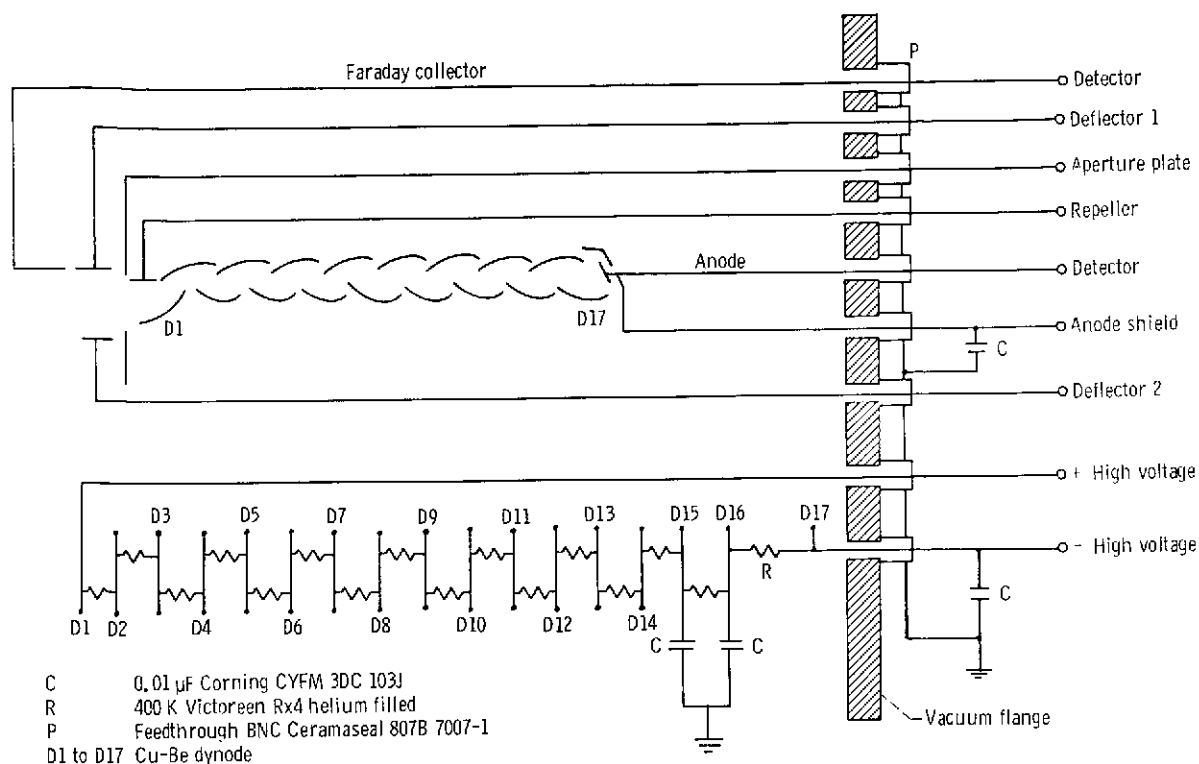 P
Faraday collector
Detector
Deflector 1
Aperture plate
Repeller
Anode
Detector
D1
D17
Anode shield
C
Deflector 2
+ High voltage
D3
D5
D7
D9
D11
D13
D15
D16
D17
- High voltage
R
C
D1
D2
D4
D6
D8
D10
D12
D14
C
C
C 0.01 μF Corning CYFM 3DC 103J
R 400 K Victoreen Rx4 helium filled
P Feedthrough BNC Ceramaseal 807B 7007-1
D1 to D17 Cu-Be dynode
Vacuum flange